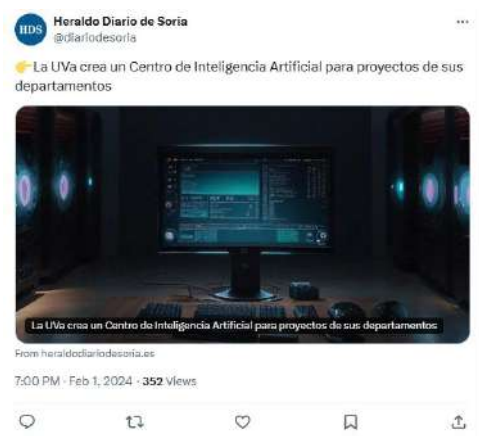 HDS
Heraldo Diario de Soria
@diariodesoria
👉La UVa crea un Centro de Inteligencia Artificial para proyectos de sus
departamentos
La UVa crea un Centro de Inteligencia Artificial para proyectos de sus departamentos
From heraldodiariodesoria.es
7:00 PM · Feb 1, 2024 · 352 Views